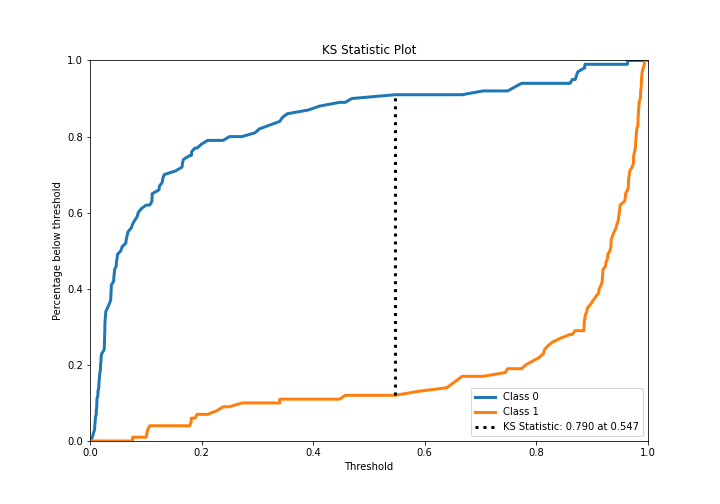 KS Statistic Plot
1.0
0.8
0.6
0.4
0.2
0.0
Percentage below threshold
0.0 0.2 0.4 0.6 0.8 1.0
Threshold
Class 0
Class 1
KS Statistic: 0.790 at 0.547